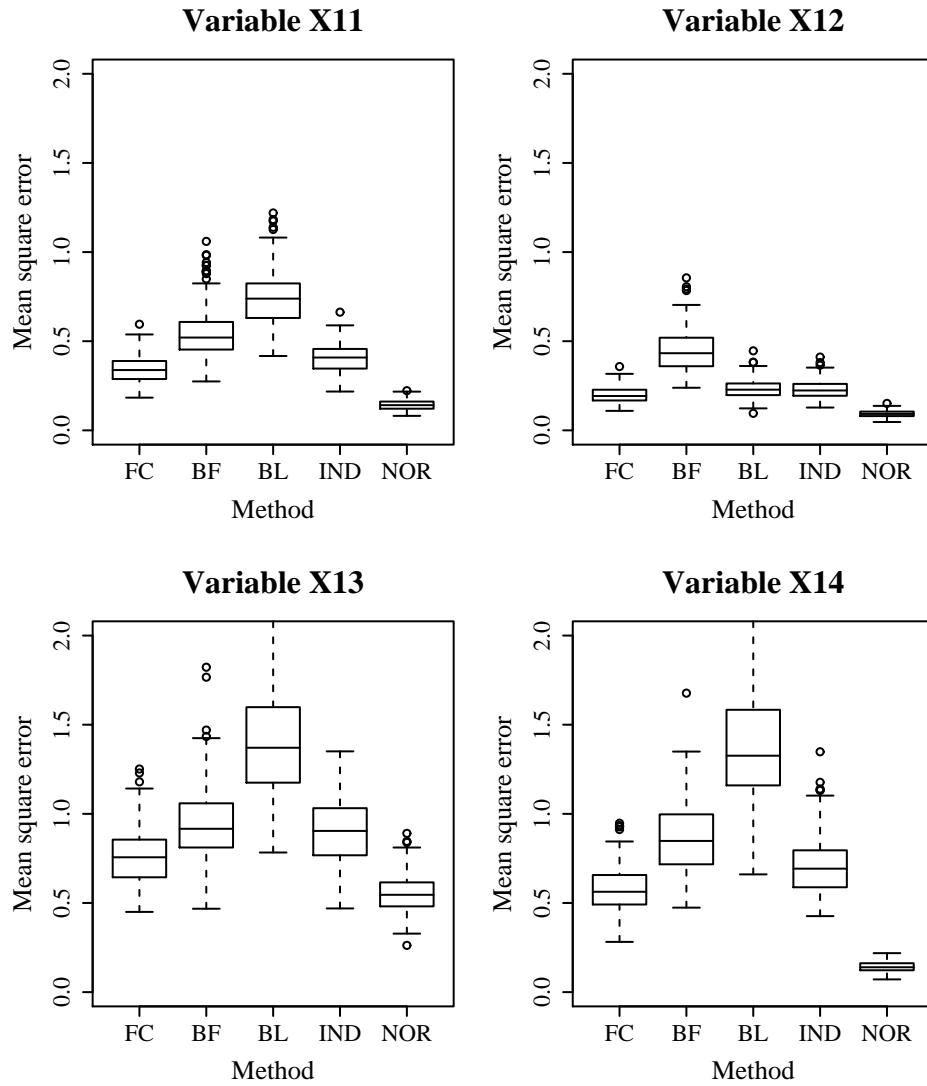 Variable X11
Mean square error
0.0 0.5 1.0 1.5 2.0
FC BF BL IND NOR
Method
Variable X12
Mean square error
0.0 0.5 1.0 1.5 2.0
FC BF BL IND NOR
Method
Variable X13
Mean square error
0.0 0.5 1.0 1.5 2.0
FC BF BL IND NOR
Method
Variable X14
Mean square error
0.0 0.5 1.0 1.5 2.0
FC BF BL IND NOR
Method